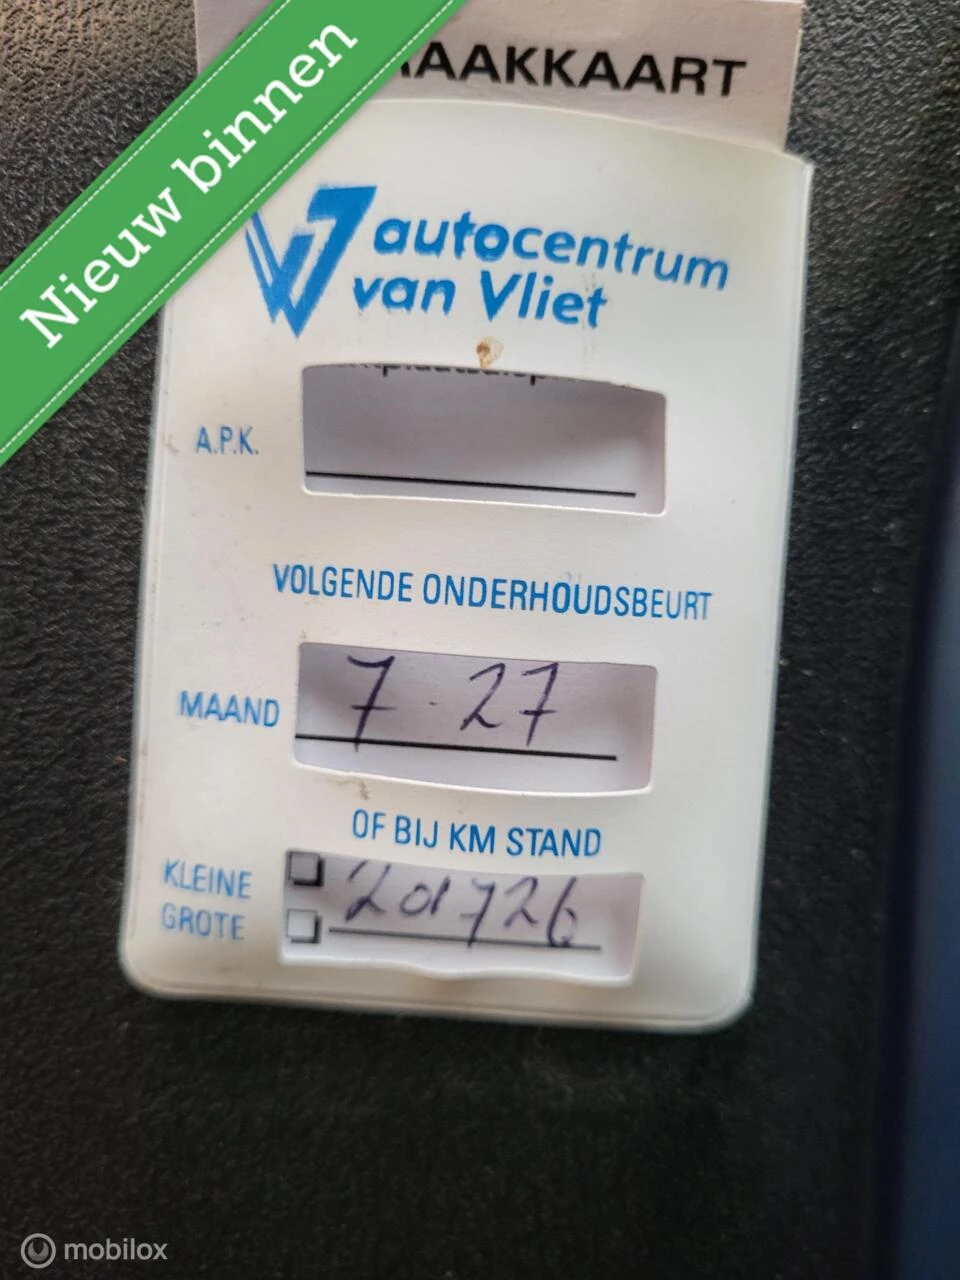 Nieuw binnen
AAKKAART
autocentrum
van Vliet
A.P.K.
VOLGENDE ONDERHOUDSBEURT
MAAND 7 - 27
OF BIJ KM STAND
KLEINE
GROTE
201726
mobilox